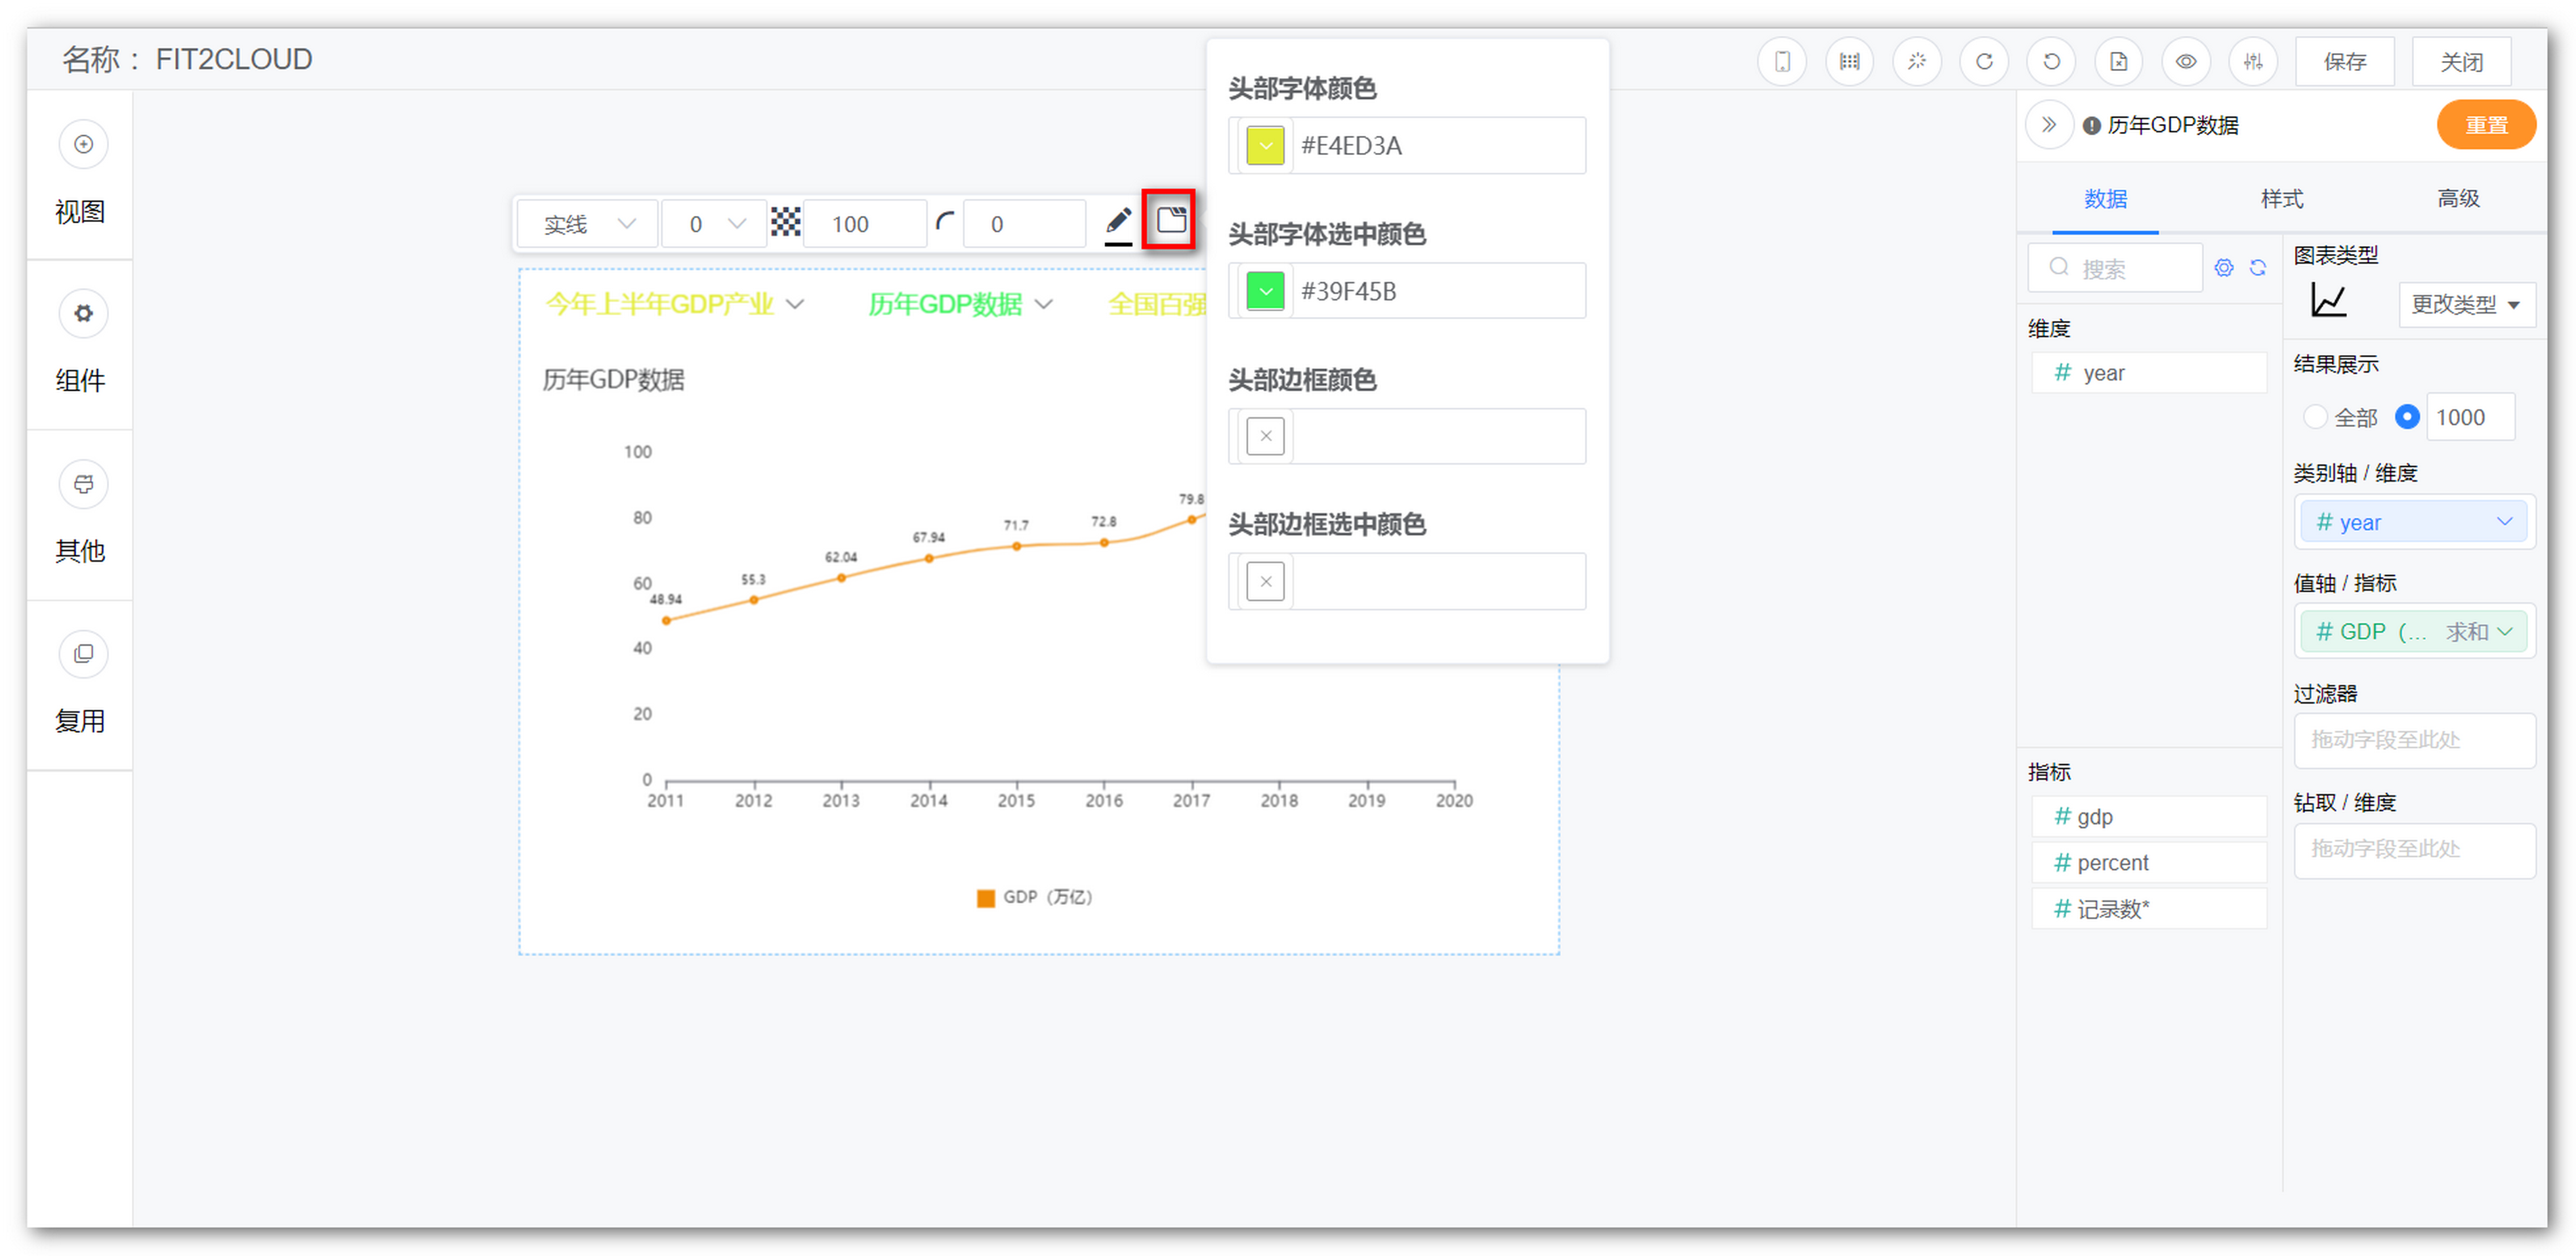 名称： FIT2CLOUD
保存
关闭
视图
组件
其他
复用
实线
0
100
0
今年上半年GDP产业
历年GDP数据
全国百强
历年GDP数据
100
80
60
40
20
0
48.94
55.3
62.04
67.94
71.7
72.8
79.8
2011
2012
2013
2014
2015
2016
2017
2018
2019
2020
GDP（万亿）
头部字体颜色
#E4ED3A
头部字体选中颜色
#39F45B
头部边框颜色
头部边框选中颜色
历年GDP数据
重置
数据
样式
高级
搜索
维度
# year
指标
# gdp
# percent
# 记录数*
图表类型
更改类型
结果展示
全部
1000
类别轴 / 维度
# year
值轴 / 指标
# GDP（... 求和
过滤器
拖动字段至此处
钻取 / 维度
拖动字段至此处